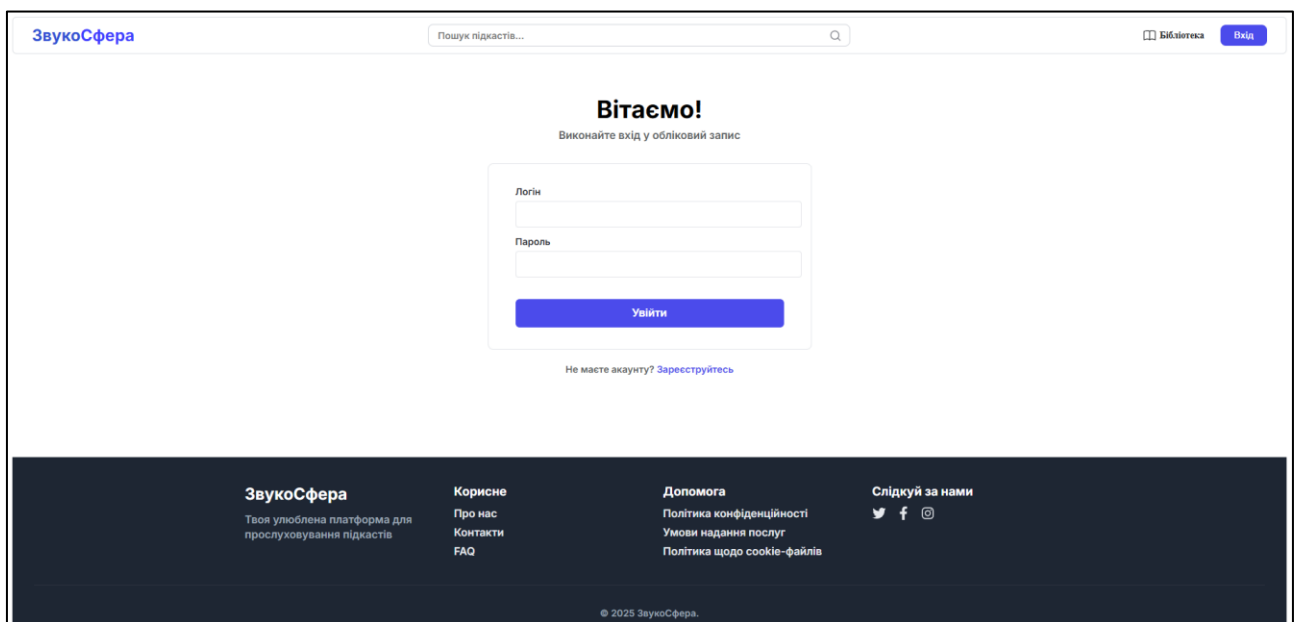 ЗвукоСфера
Пошук підкастів...
Бібліотека
Вхід
Вітаємо!
Виконайте вхід у обліковий запис
Логін
Пароль
Увійти
Не маєте акаунту? Зареєструйтесь
ЗвукоСфера
Твоя улюблена платформа для
прослуховування підкастів
Корисне
Про нас
Контакти
FAQ
Допомога
Політика конфіденційності
Умови надання послуг
Політика щодо cookie-файлів
Слідкуй за нами
© 2025 ЗвукоСфера.